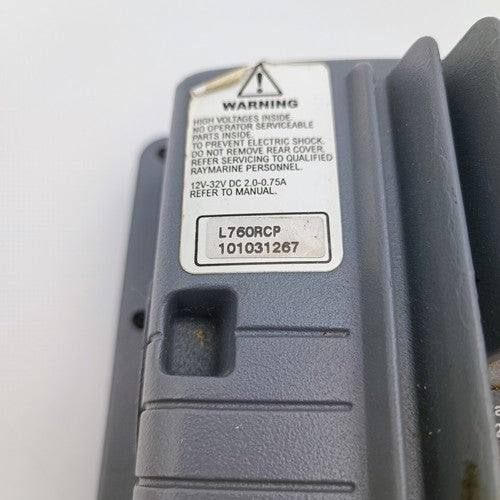 WARNING
HIGH VOLTAGES INSIDE.
NO OPERATOR SERVICEABLE
PARTS INSIDE.
TO PREVENT ELECTRIC SHOCK,
DO NOT REMOVE REAR COVER.
REFER SERVICING TO QUALIFIED
RAYMARINE PERSONNEL.
12V-32V DC 2.0-0.75A
REFER TO MANUAL.
L760RCP
101031267